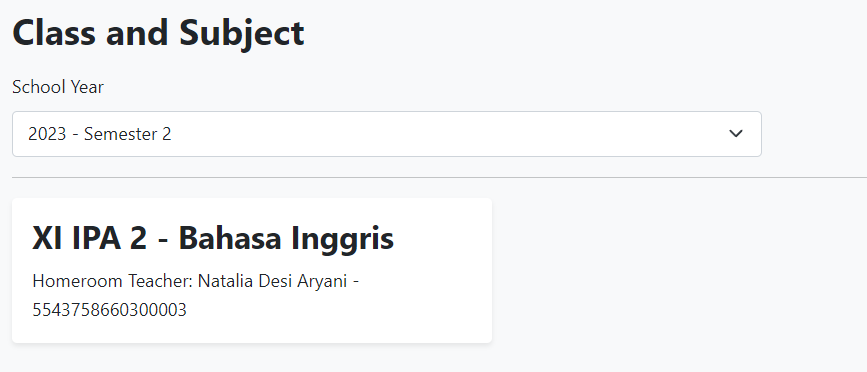 Class and Subject
School Year
2023 - Semester 2
XI IPA 2 - Bahasa Inggris
Homeroom Teacher: Natalia Desi Aryani -
5543758660300003